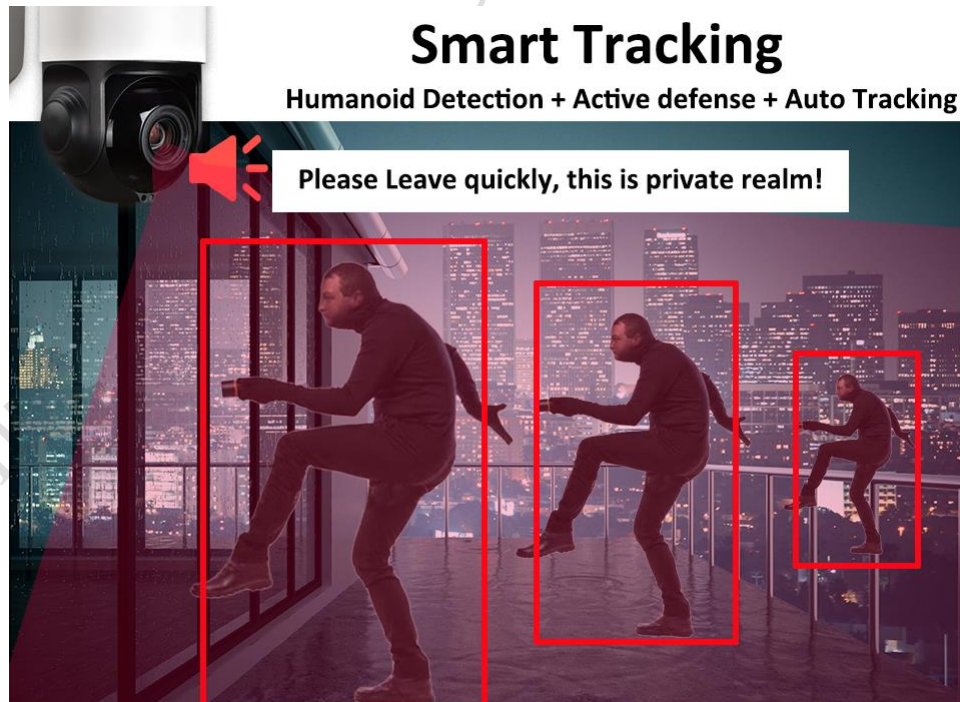 Smart Tracking
Humanoid Detection + Active defense + Auto Tracking
Please Leave quickly, this is private realm!